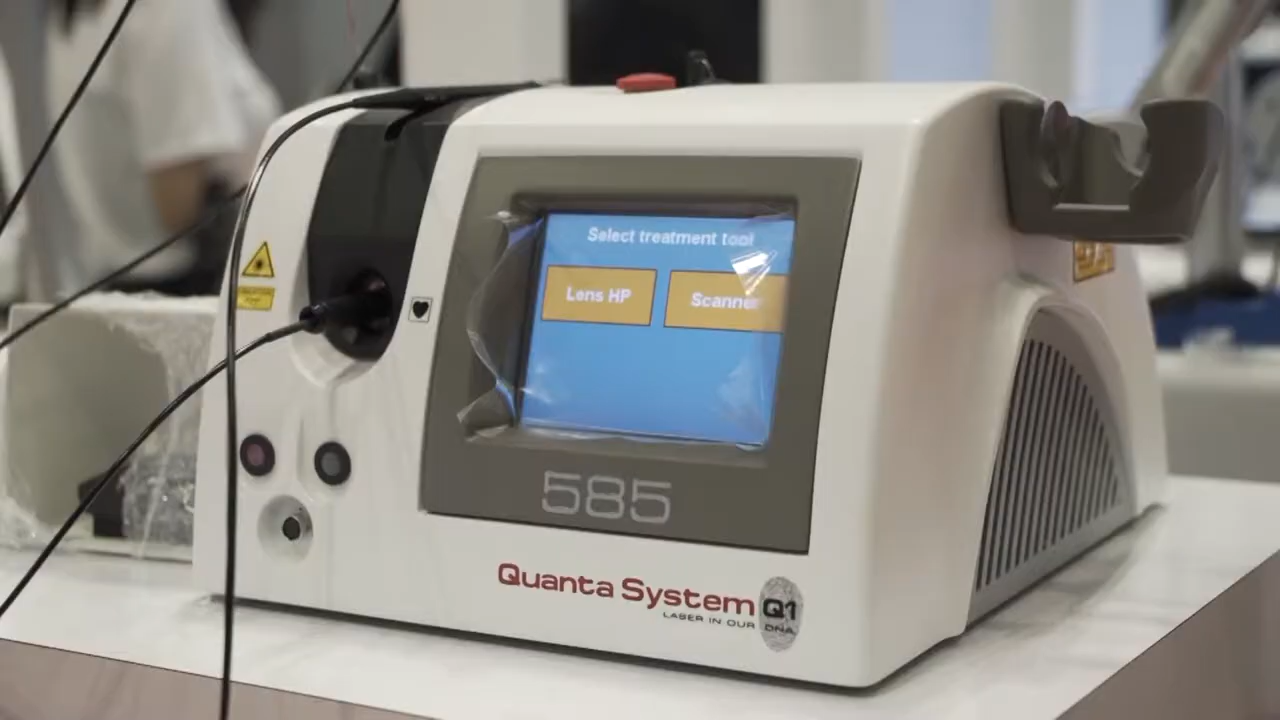 Select treatment tool
Lens HP
Scanner
585
Quanta System
Q1
LASER IN OUR DNA